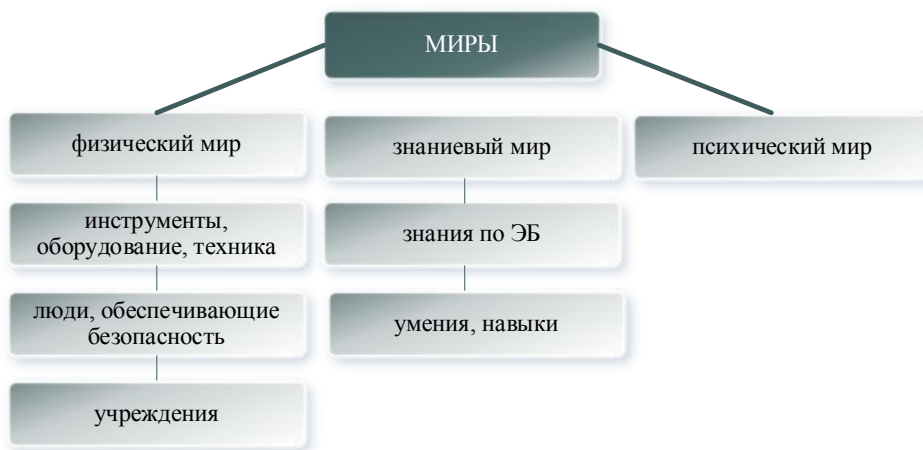 МИРЫ
физический мир
знаниевый мир
психический мир
инструменты,
оборудование, техника
знания по ЭБ
люди, обеспечивающие
безопасность
умения, навыки
учреждения